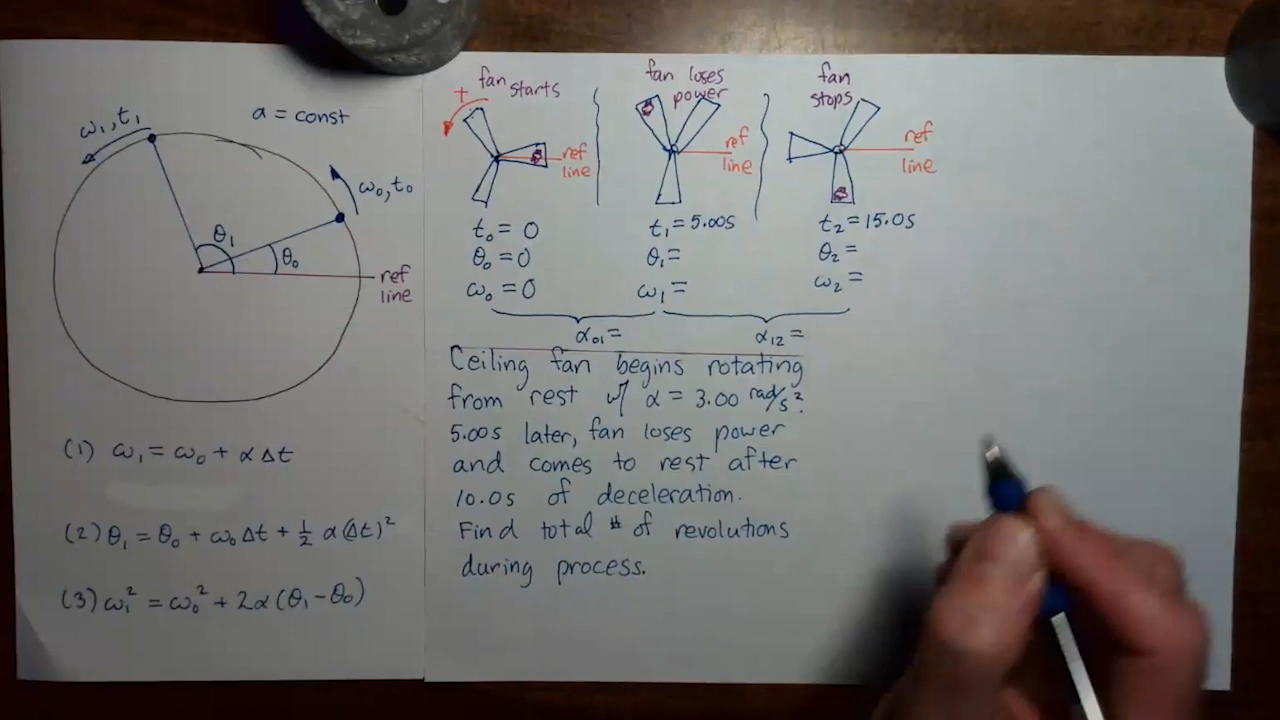 ω₁, t₁
α = const
ω₀, t₀
θ₁
θ₀
ref
line
(1) ω₁ = ω₀ + α Δt
(2) θ₁ = θ₀ + ω₀ Δt + ½ α (Δt)²
(3) ω₁² = ω₀² + 2α (θ₁ - θ₀)
fan
starts
+
ref
line
t₀ = 0
θ₀ = 0
ω₀ = 0
fan loses
power
ref
line
t₁ = 5.00s
θ₁ =
ω₁ =
fan
stops
ref
line
t₂ = 15.0s
θ₂ =
ω₂ =
α₀₁ =
α₁₂ =
Ceiling fan begins rotating
from rest w/ α = 3.00 rad/s².
5.00s later, fan loses power
and comes to rest after
10.0s of deceleration.
Find total # of revolutions
during process.